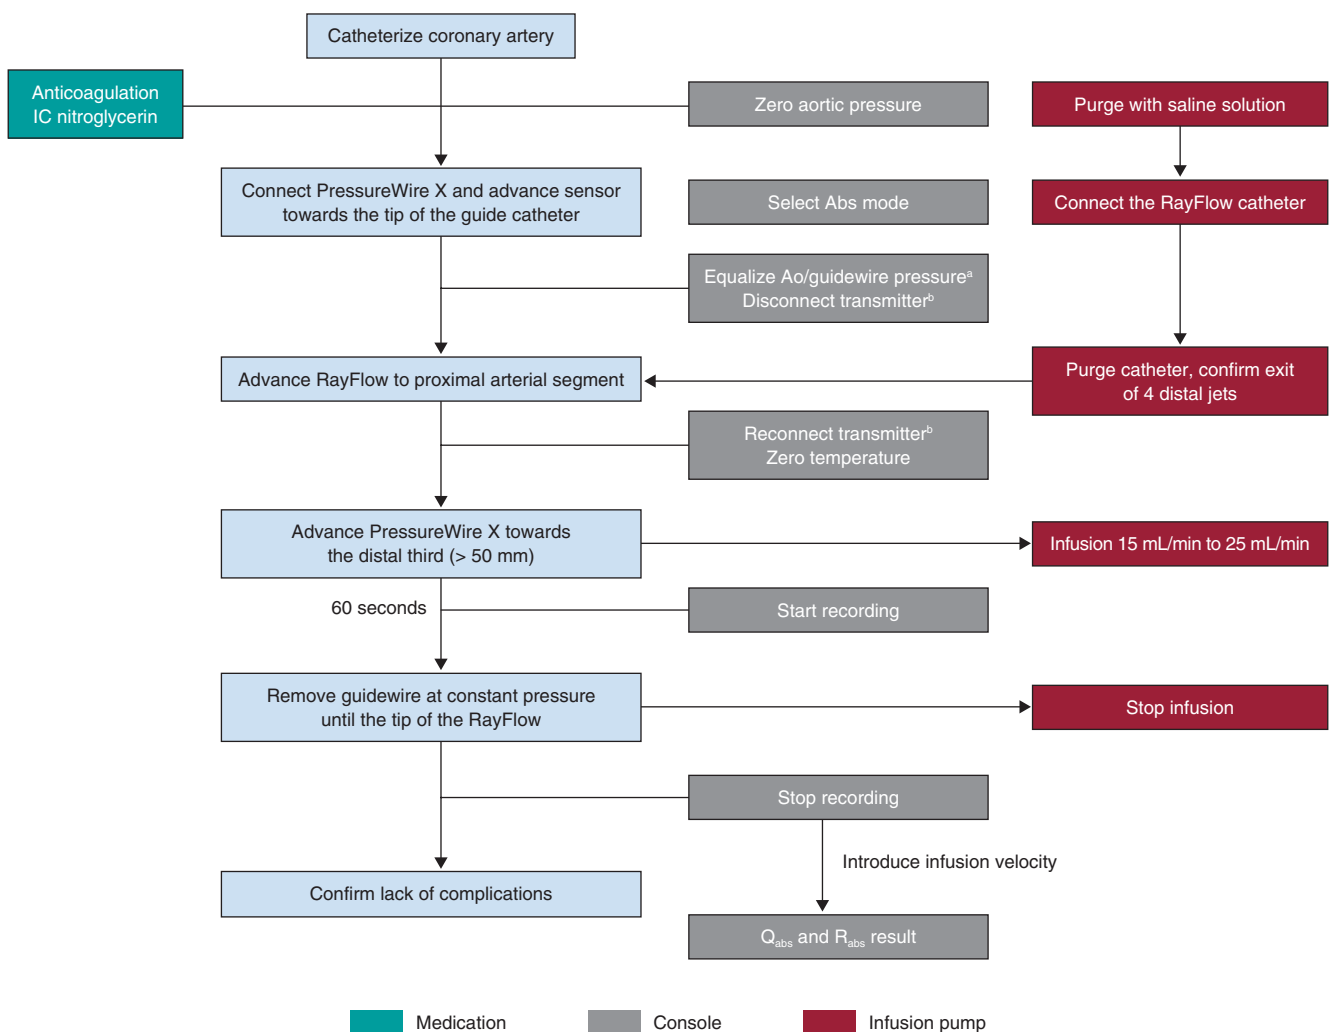 Catheterize coronary artery
Anticoagulation
IC nitroglycerin
Zero aortic pressure
Purge with saline solution
Connect PressureWire X and advance sensor
towards the tip of the guide catheter
Select Abs mode
Connect the RayFlow catheter
Equalize Ao/guidewire pressureᵃ
Disconnect transmitterᵇ
Advance RayFlow to proximal arterial segment
Purge catheter, confirm exit
of 4 distal jets
Reconnect transmitterᵇ
Zero temperature
Advance PressureWire X towards
the distal third (> 50 mm)
Infusion 15 mL/min to 25 mL/min
60 seconds
Start recording
Remove guidewire at constant pressure
until the tip of the RayFlow
Stop infusion
Stop recording
Introduce infusion velocity
Confirm lack of complications
Qabs and Rabs result
Medication
Console
Infusion pump